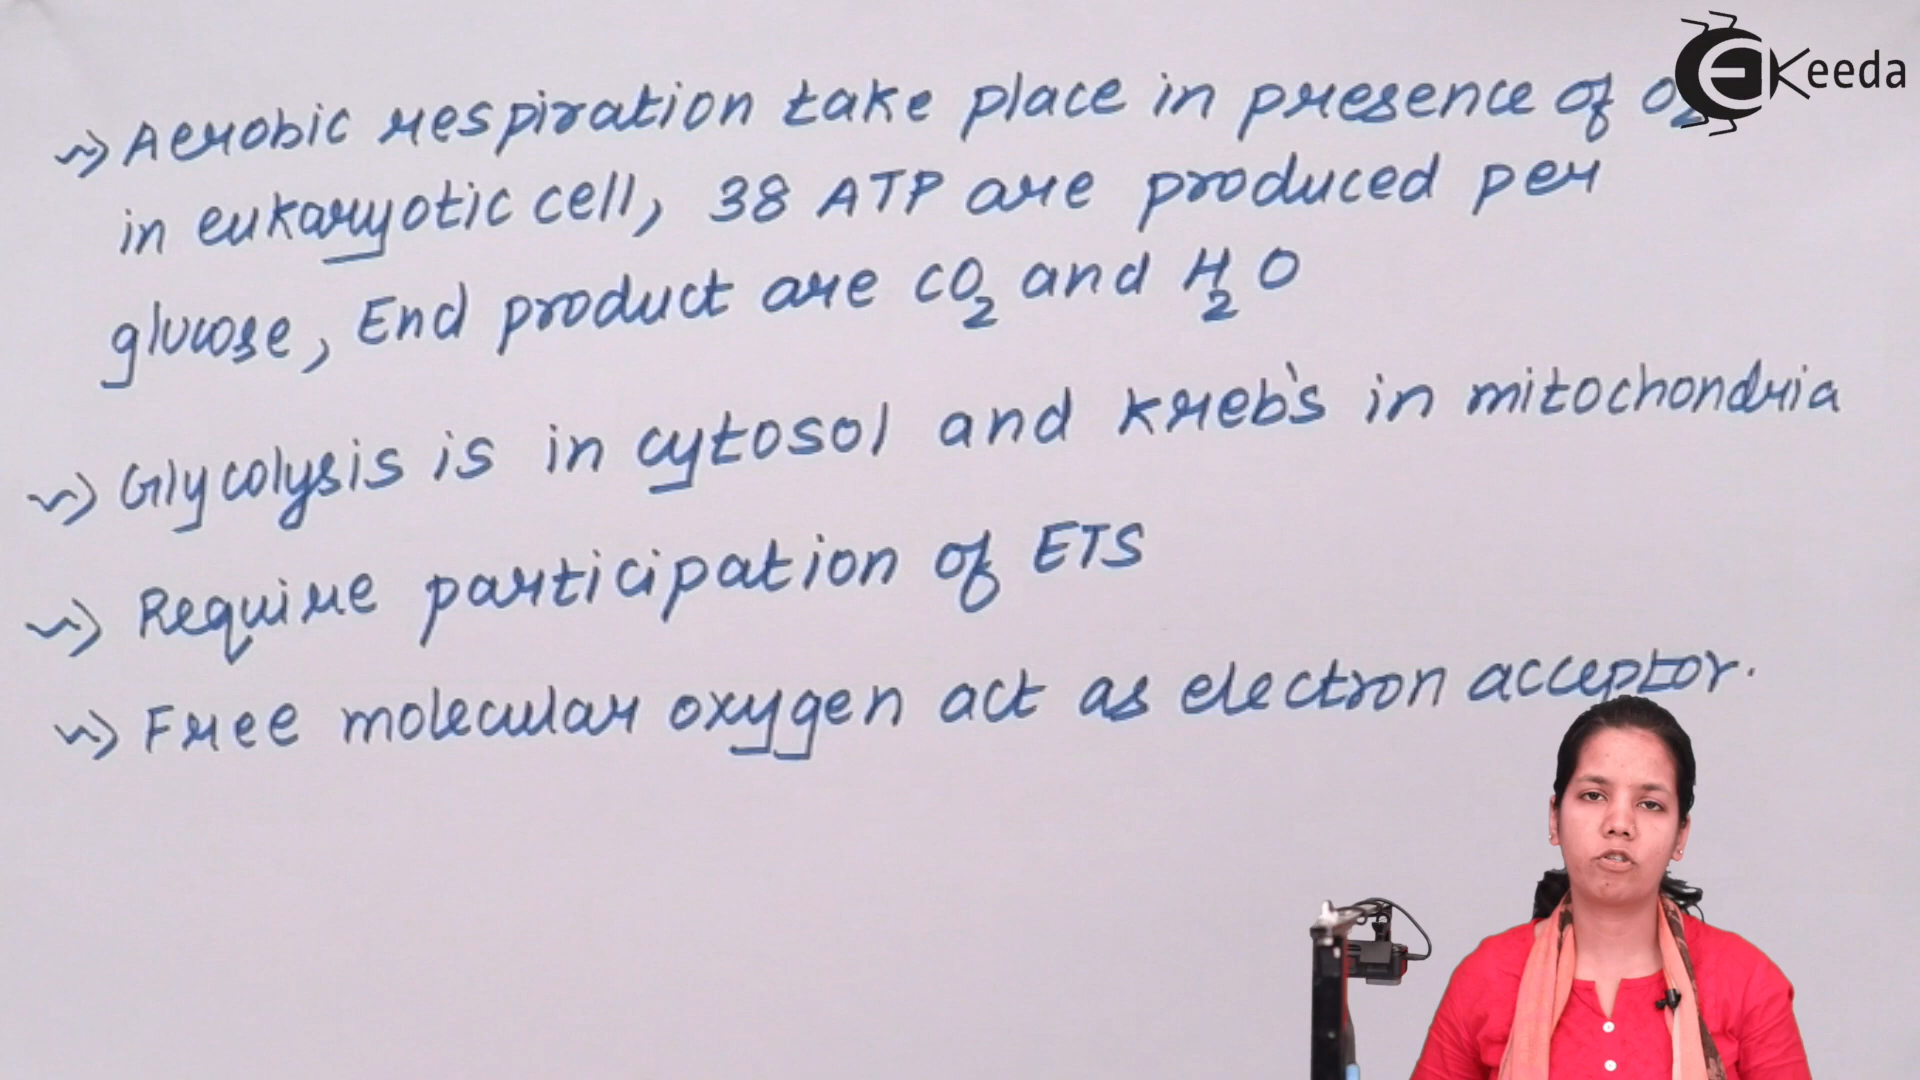 Aerobic respiration take place in presence of O2
in eukaryotic cell, 38 ATP are produced per
glucose, End product are CO2 and H2O
Glycolysis is in cytosol and Kreb's in mitochondria
Require participation of ETS
Free molecular oxygen act as electron acceptor.
EKeeda